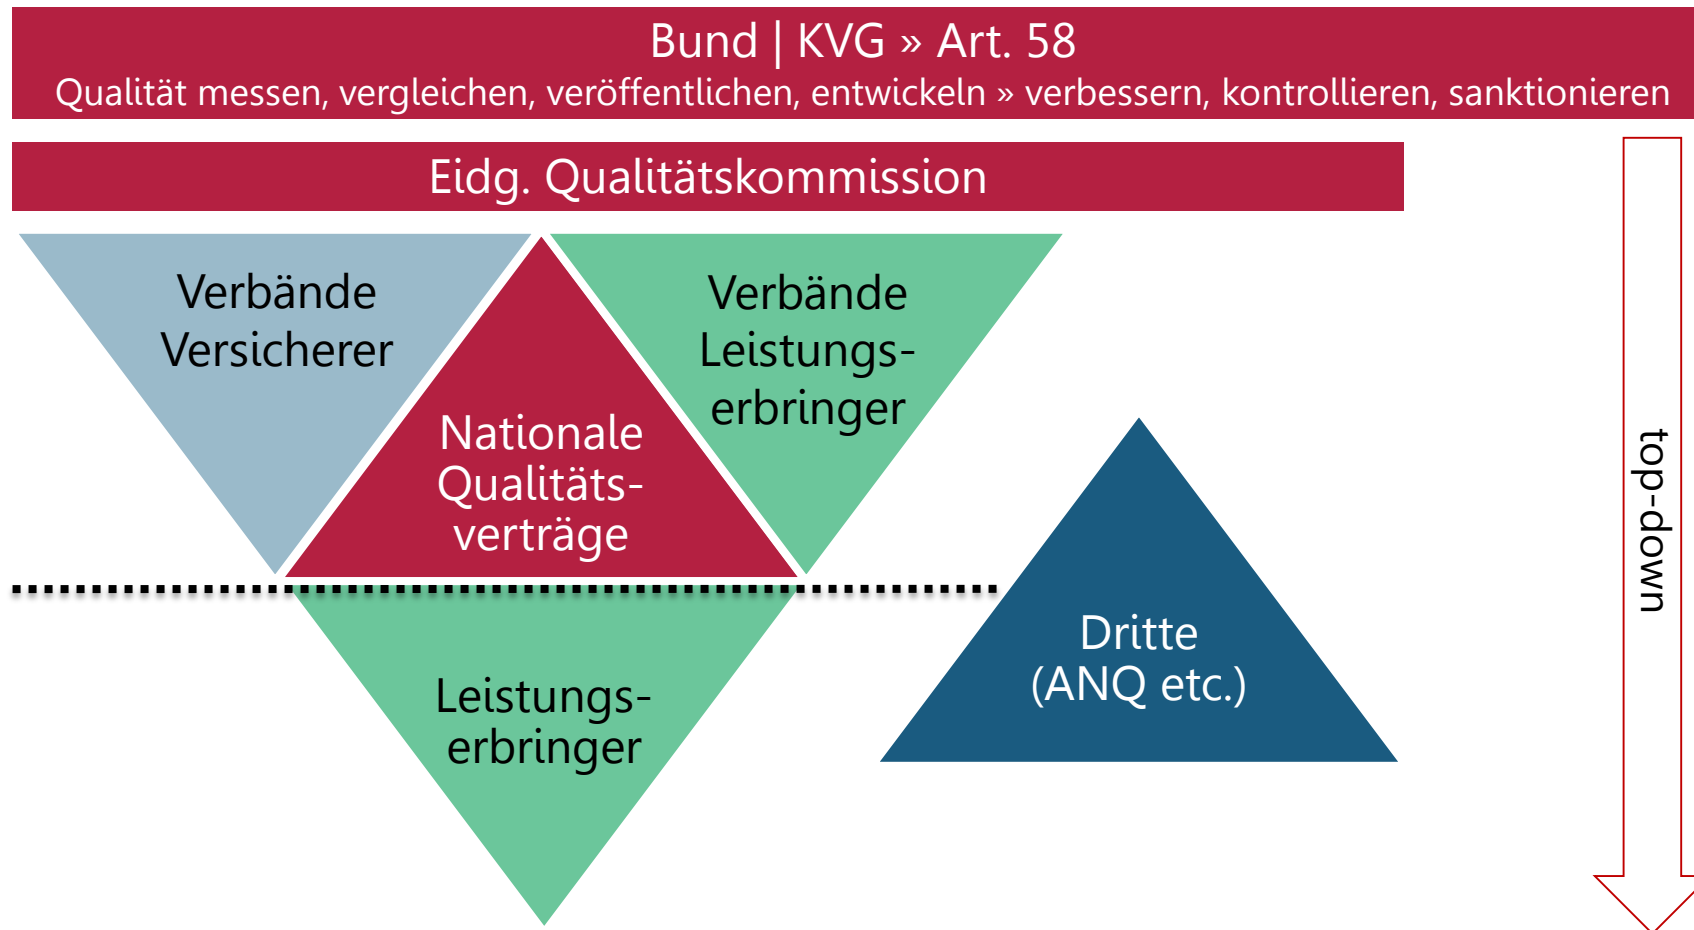 Bund | KVG » Art. 58
Qualität messen, vergleichen, veröffentlichen, entwickeln » verbessern, kontrollieren, sanktionieren
Eidg. Qualitätskommission
Verbände
Versicherer
Verbände
Leistungs-
erbringer
Nationale
Qualitäts-
verträge
Leistungs-
erbringer
Dritte
(ANQ etc.)
top-down